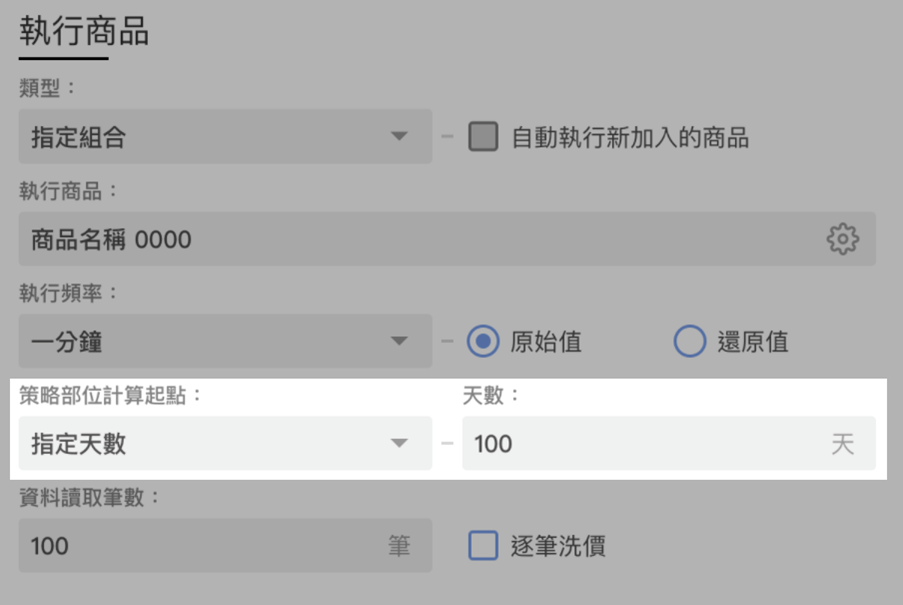 執行商品
類型：
指定組合 – 自動執行新加入的商品
執行商品：
商品名稱 0000
執行頻率：
一分鐘 – 原始值 還原值
策略部位計算起點： 天數：
指定天數 – 100 天
資料讀取筆數：
100 筆 逐筆洗價